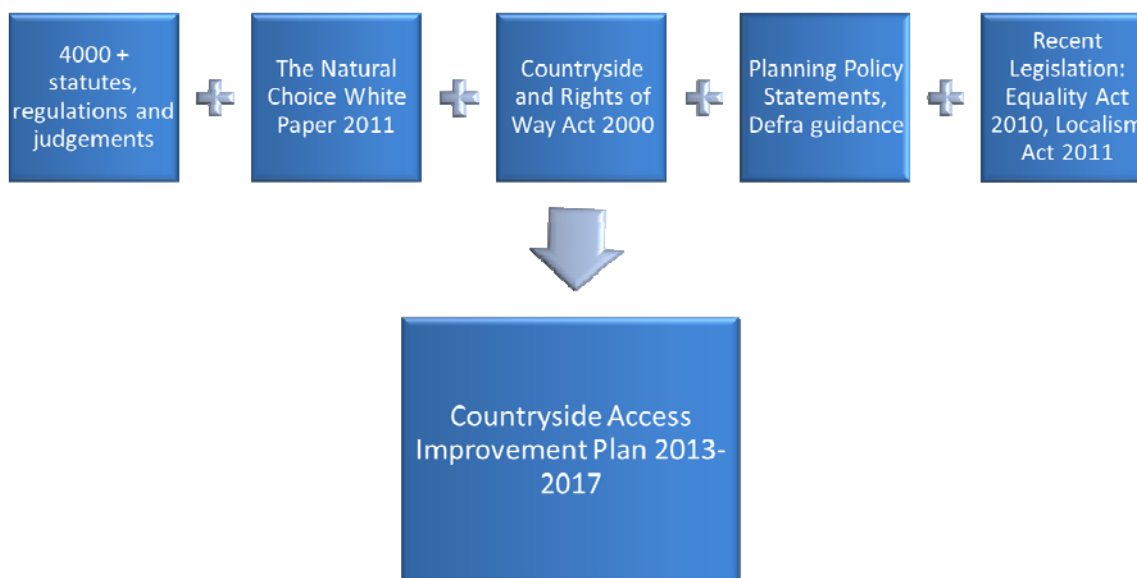 4000 +
statutes,
regulations and
judgements
The Natural
Choice White
Paper 2011
Countryside
and Rights of
Way Act 2000
Planning Policy
Statements,
Defra guidance
Recent
Legislation:
Equality Act
2010, Localism
Act 2011
Countryside Access
Improvement Plan 2013-
2017